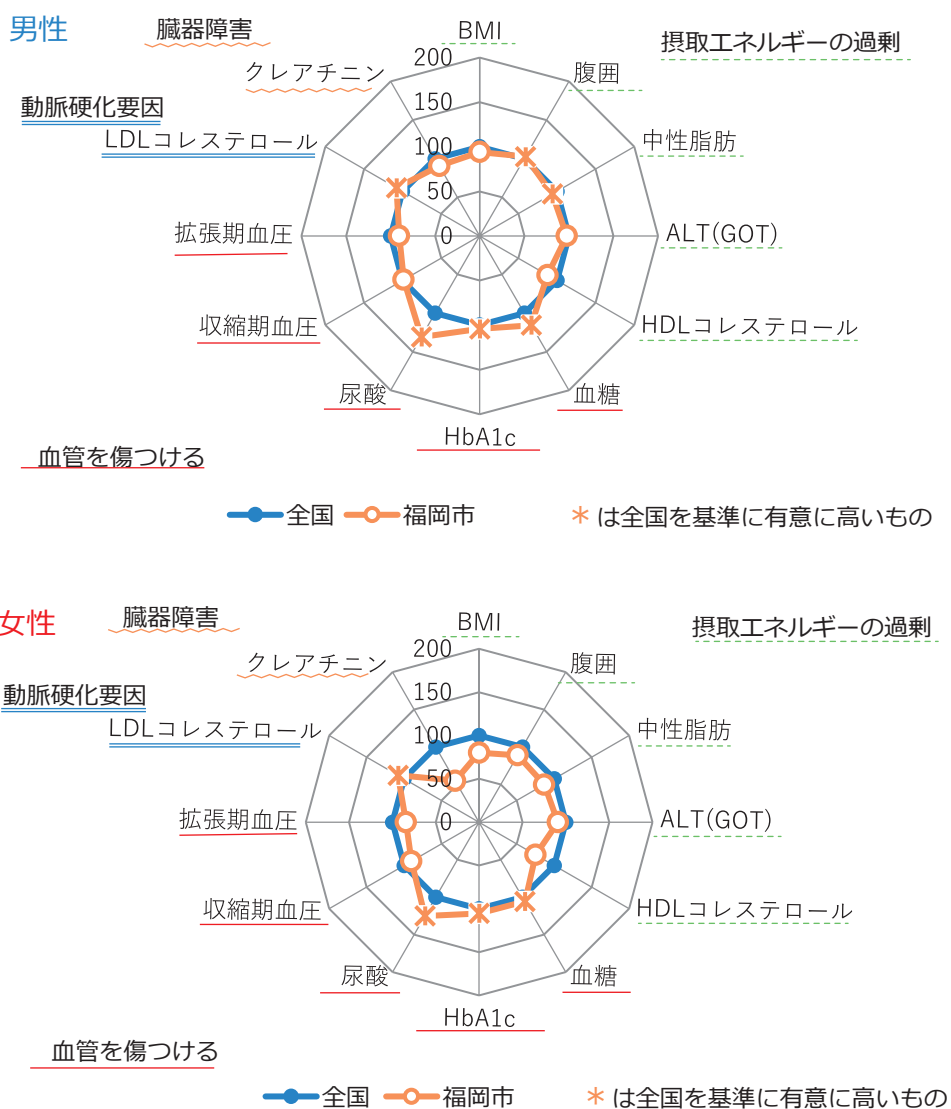 男性
臓器障害
BMI
摂取エネルギーの過剰
200
クレアチニン
腹囲
150
動脈硬化要因
LDLコレステロール
100
中性脂肪
50
拡張期血圧
0
ALT(GOT)
収縮期血圧
HDLコレステロール
尿酸
血糖
HbA1c
血管を傷つける
全国
福岡市
*は全国を基準に有意に高いもの
女性
臓器障害
BMI
摂取エネルギーの過剰
200
クレアチニン
腹囲
150
動脈硬化要因
LDLコレステロール
100
中性脂肪
50
拡張期血圧
0
ALT(GOT)
収縮期血圧
HDLコレステロール
尿酸
血糖
HbA1c
血管を傷つける
全国
福岡市
*は全国を基準に有意に高いもの